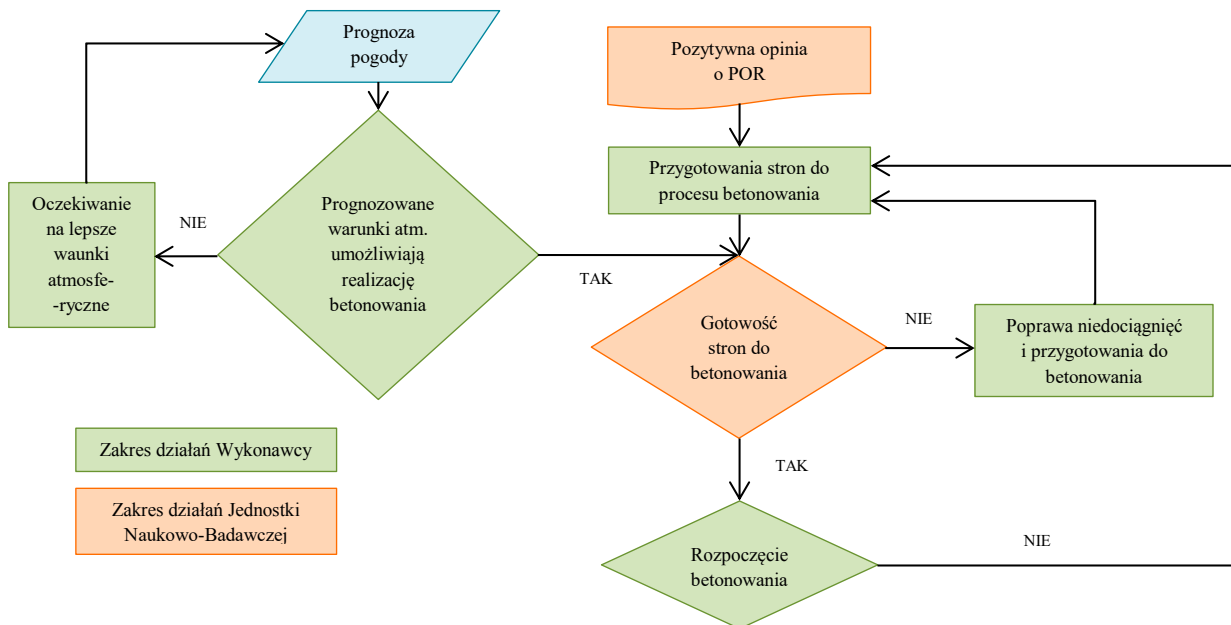 Prognoza
pogody
Pozytywna opinia
o POR
Przygotowania stron do
procesu betonowania
Oczekiwanie
na lepsze
waunki
atmosfe-
-ryczne
NIE
Prognozowane
warunki atm.
umożliwiają
realizację
betonowania
TAK
Gotowość
stron do
betonowania
NIE
Poprawa niedociągnięć
i przygotowania do
betonowania
Zakres działań Wykonawcy
TAK
Zakres działań Jednostki
Naukowo-Badawczej
Rozpoczęcie
betonowania
NIE